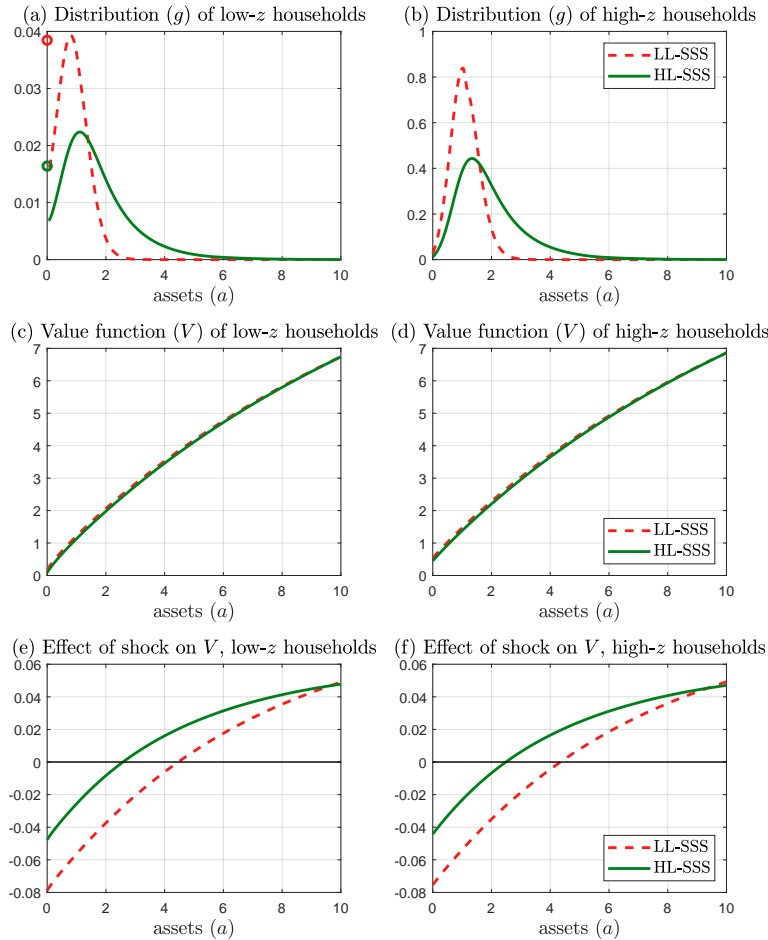 (a) Distribution (g) of low-z households
0.04
0.03
0.02
0.01
0
0 2 4 6 8 10
assets (a)
(b) Distribution (g) of high-z households
1
0.8
0.6
0.4
0.2
0
0 2 4 6 8 10
assets (a)
LL-SSS
HL-SSS
(c) Value function (V) of low-z households
7
6
5
4
3
2
1
0
0 2 4 6 8 10
assets (a)
(d) Value function (V) of high-z households
7
6
5
4
3
2
1
0
0 2 4 6 8 10
assets (a)
LL-SSS
HL-SSS
(e) Effect of shock on V, low-z households
0.06
0.04
0.02
0
-0.02
-0.04
-0.06
-0.08
0 2 4 6 8 10
assets (a)
(f) Effect of shock on V, high-z households
0.06
0.04
0.02
0
-0.02
-0.04
-0.06
-0.08
0 2 4 6 8 10
assets (a)
LL-SSS
HL-SSS